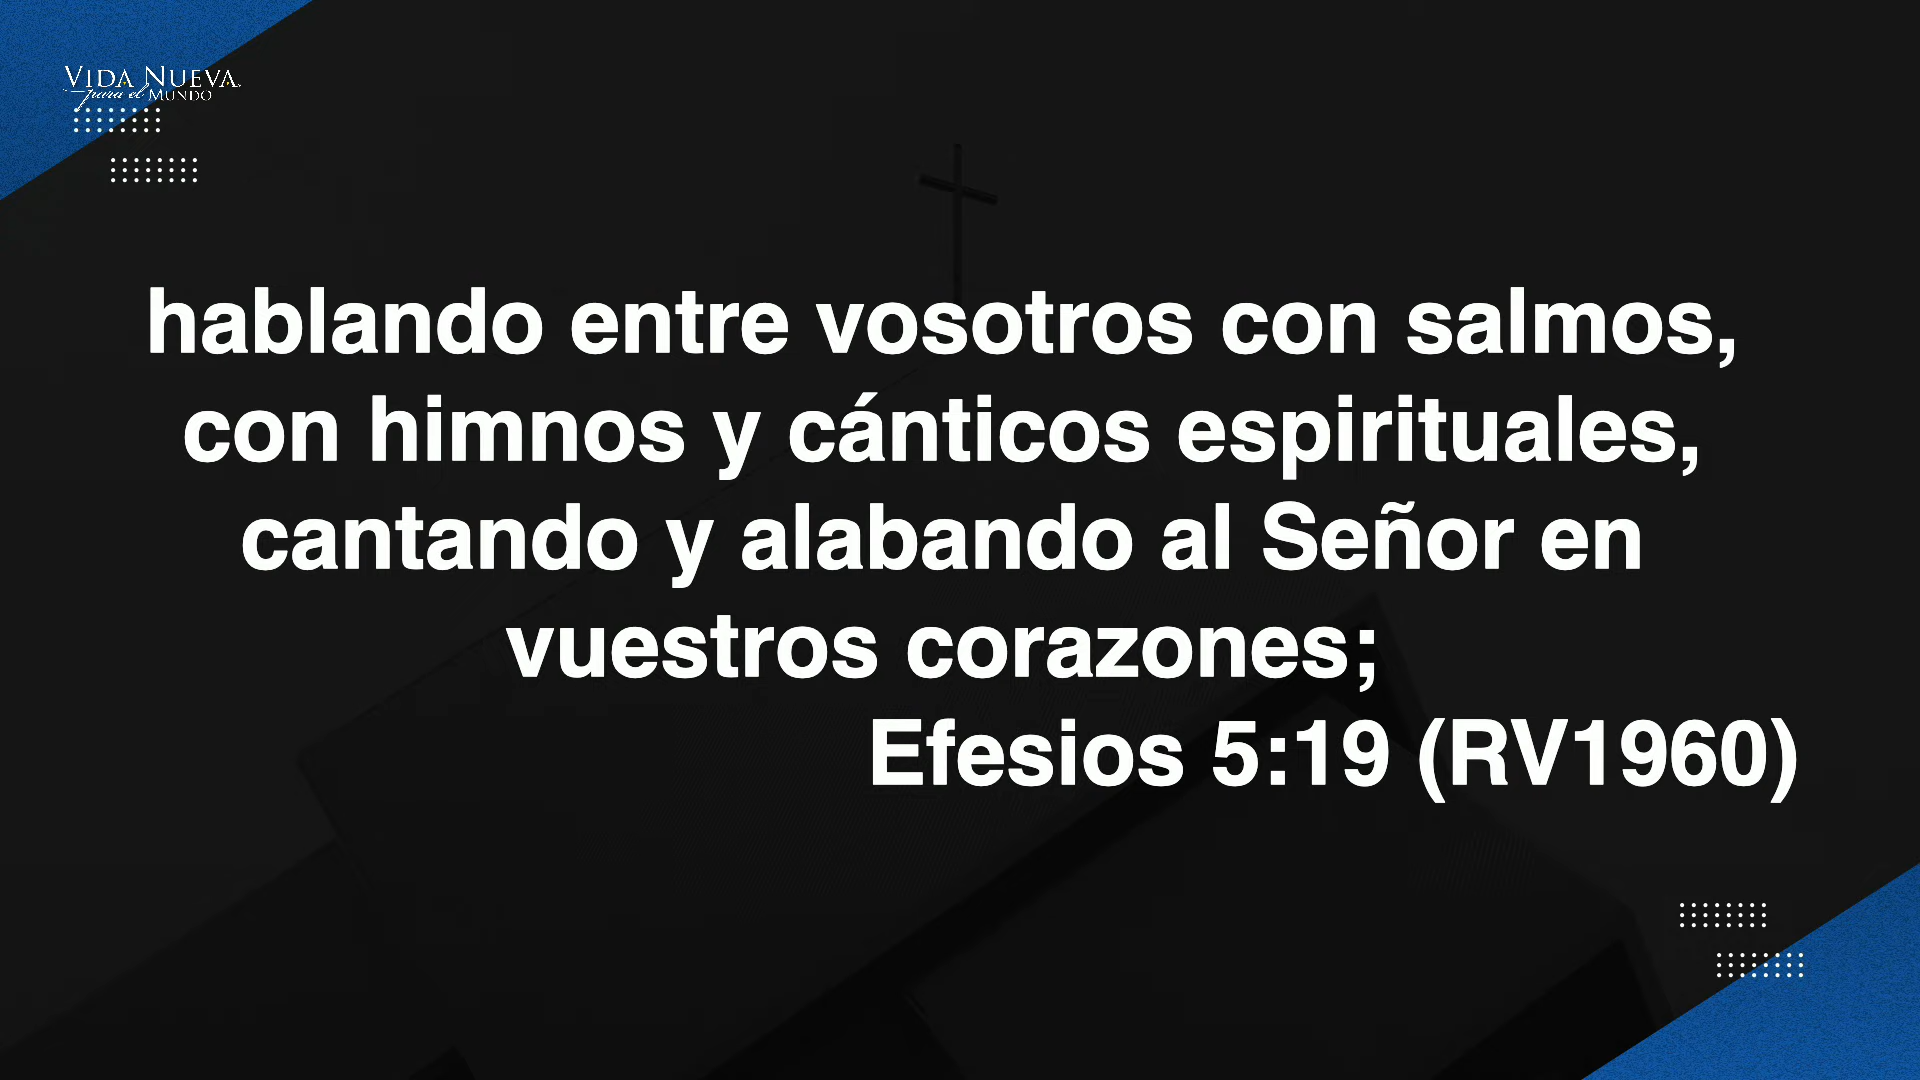 VIDA NUEVA
para el MUNDO
hablando entre vosotros con salmos,
con himnos y cánticos espirituales,
cantando y alabando al Señor en
vuestros corazones;
Efesios 5:19 (RV1960)